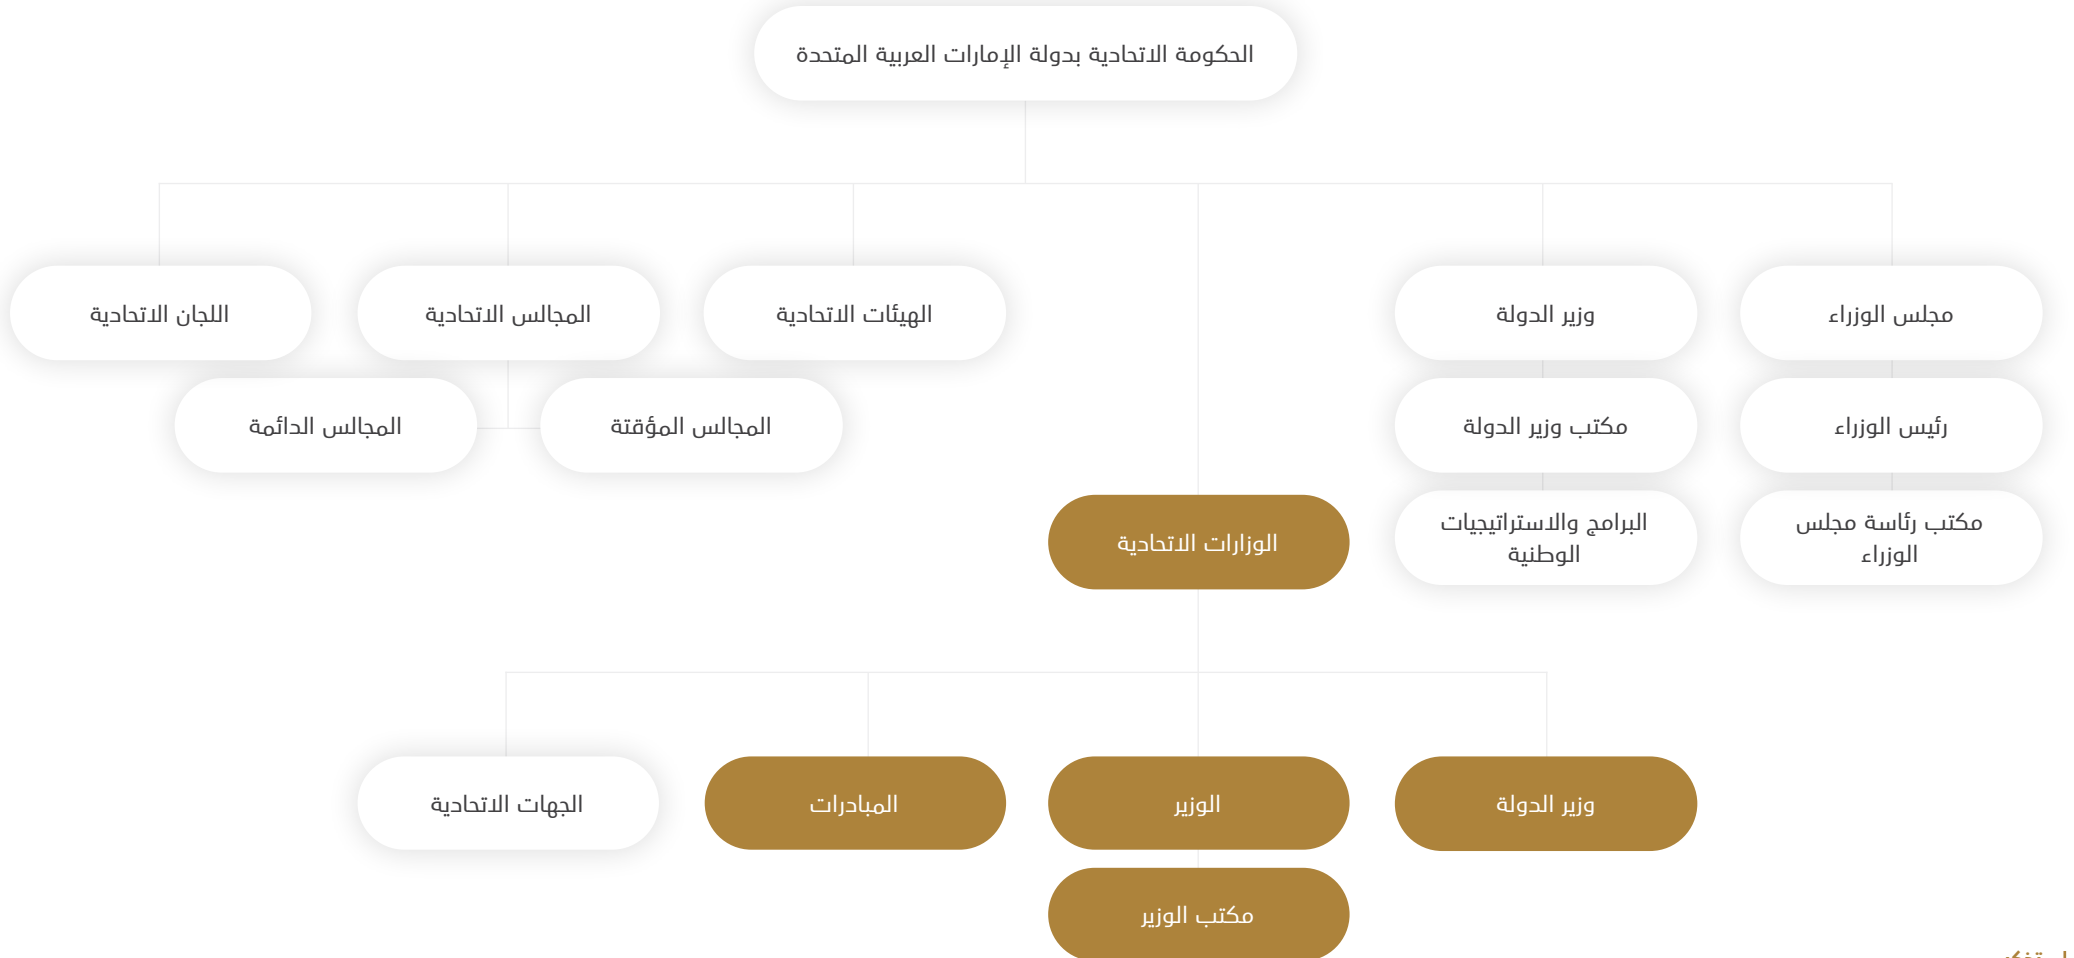 الحكومة الاتحادية بدولة الإمارات العربية المتحدة
مجلس الوزراء
وزير الدولة
الهيئات الاتحادية
المجالس الاتحادية
اللجان الاتحادية
رئيس الوزراء
مكتب وزير الدولة
المجالس المؤقتة
المجالس الدائمة
مكتب رئاسة مجلس
الوزراء
البرامج والاستراتيجيات
الوطنية
الوزارات الاتحادية
وزير الدولة
الوزير
المبادرات
الجهات الاتحادية
مكتب الوزير